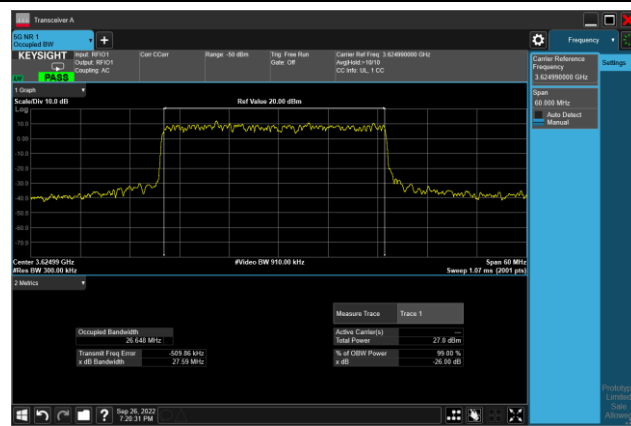 Transceiver A
5G NR 1
Occupied BW
Frequency
KEYSIGHT
Input: RFIO1
Output: RFIO1
Coupling: AC
Corr CCorr
Range: -50 dBm
Trig: Free Run
Gate: Off
Carrier Ref Freq: 3.624990000 GHz
Avg|Hold:>10/10
CC Info: UL, 1 CC
PASS
Carrier Reference
Frequency
3.624990000 GHz
Settings
Span
60.000 MHz
Auto Detect
Manual
1 Graph
Scale/Div 10.0 dB
Ref Value 20.00 dBm
Log
10.0
0.00
-10.0
-20.0
-30.0
-40.0
-50.0
-60.0
-70.0
Center 3.62499 GHz
#Video BW 910.00 kHz
Span 60 MHz
#Res BW 300.00 kHz
Sweep 1.07 ms (2001 pts)
2 Metrics
Measure Trace
Trace 1
Occupied Bandwidth
26.648 MHz
Active Carrier(s)
---
Total Power
27.0 dBm
Transmit Freq Error
-509.86 kHz
x dB Bandwidth
27.59 MHz
% of OBW Power
99.00 %
x dB
-26.00 dB
Prototype
Limited
Sale
Allowed
Sep 26, 2022
7:20:31 PM